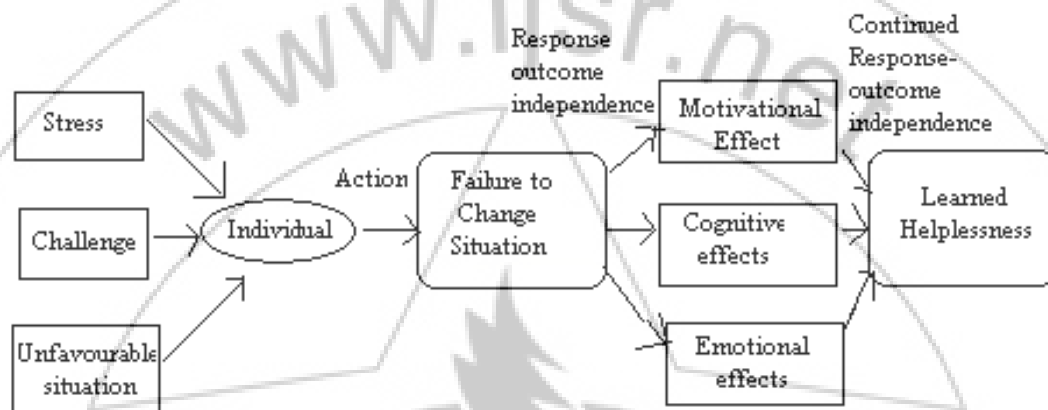 www.ijsr.net
Stress
Challenge
Unfavourable
situation
Individual
Action
Failure to
Change
Situation
Response
outcome
independence
Motivational
Effect
Cognitive
effects
Emotional
effects
Continued
Response-
outcome
independence
Learned
Helplessness